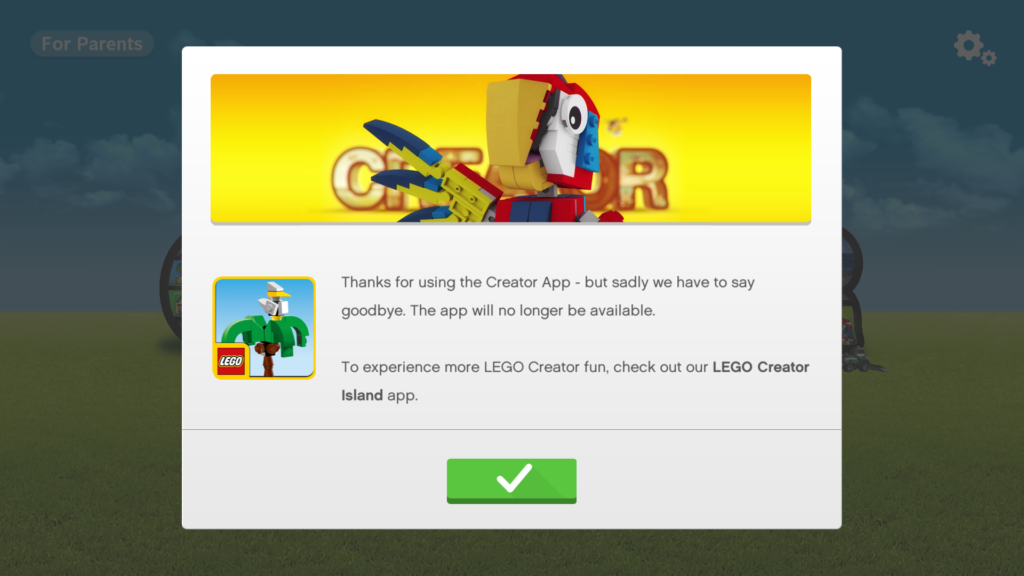 For Parents
CREATOR
Thanks for using the Creator App - but sadly we have to say
goodbye. The app will no longer be available.
LEGO
To experience more LEGO Creator fun, check out our LEGO Creator
Island app.